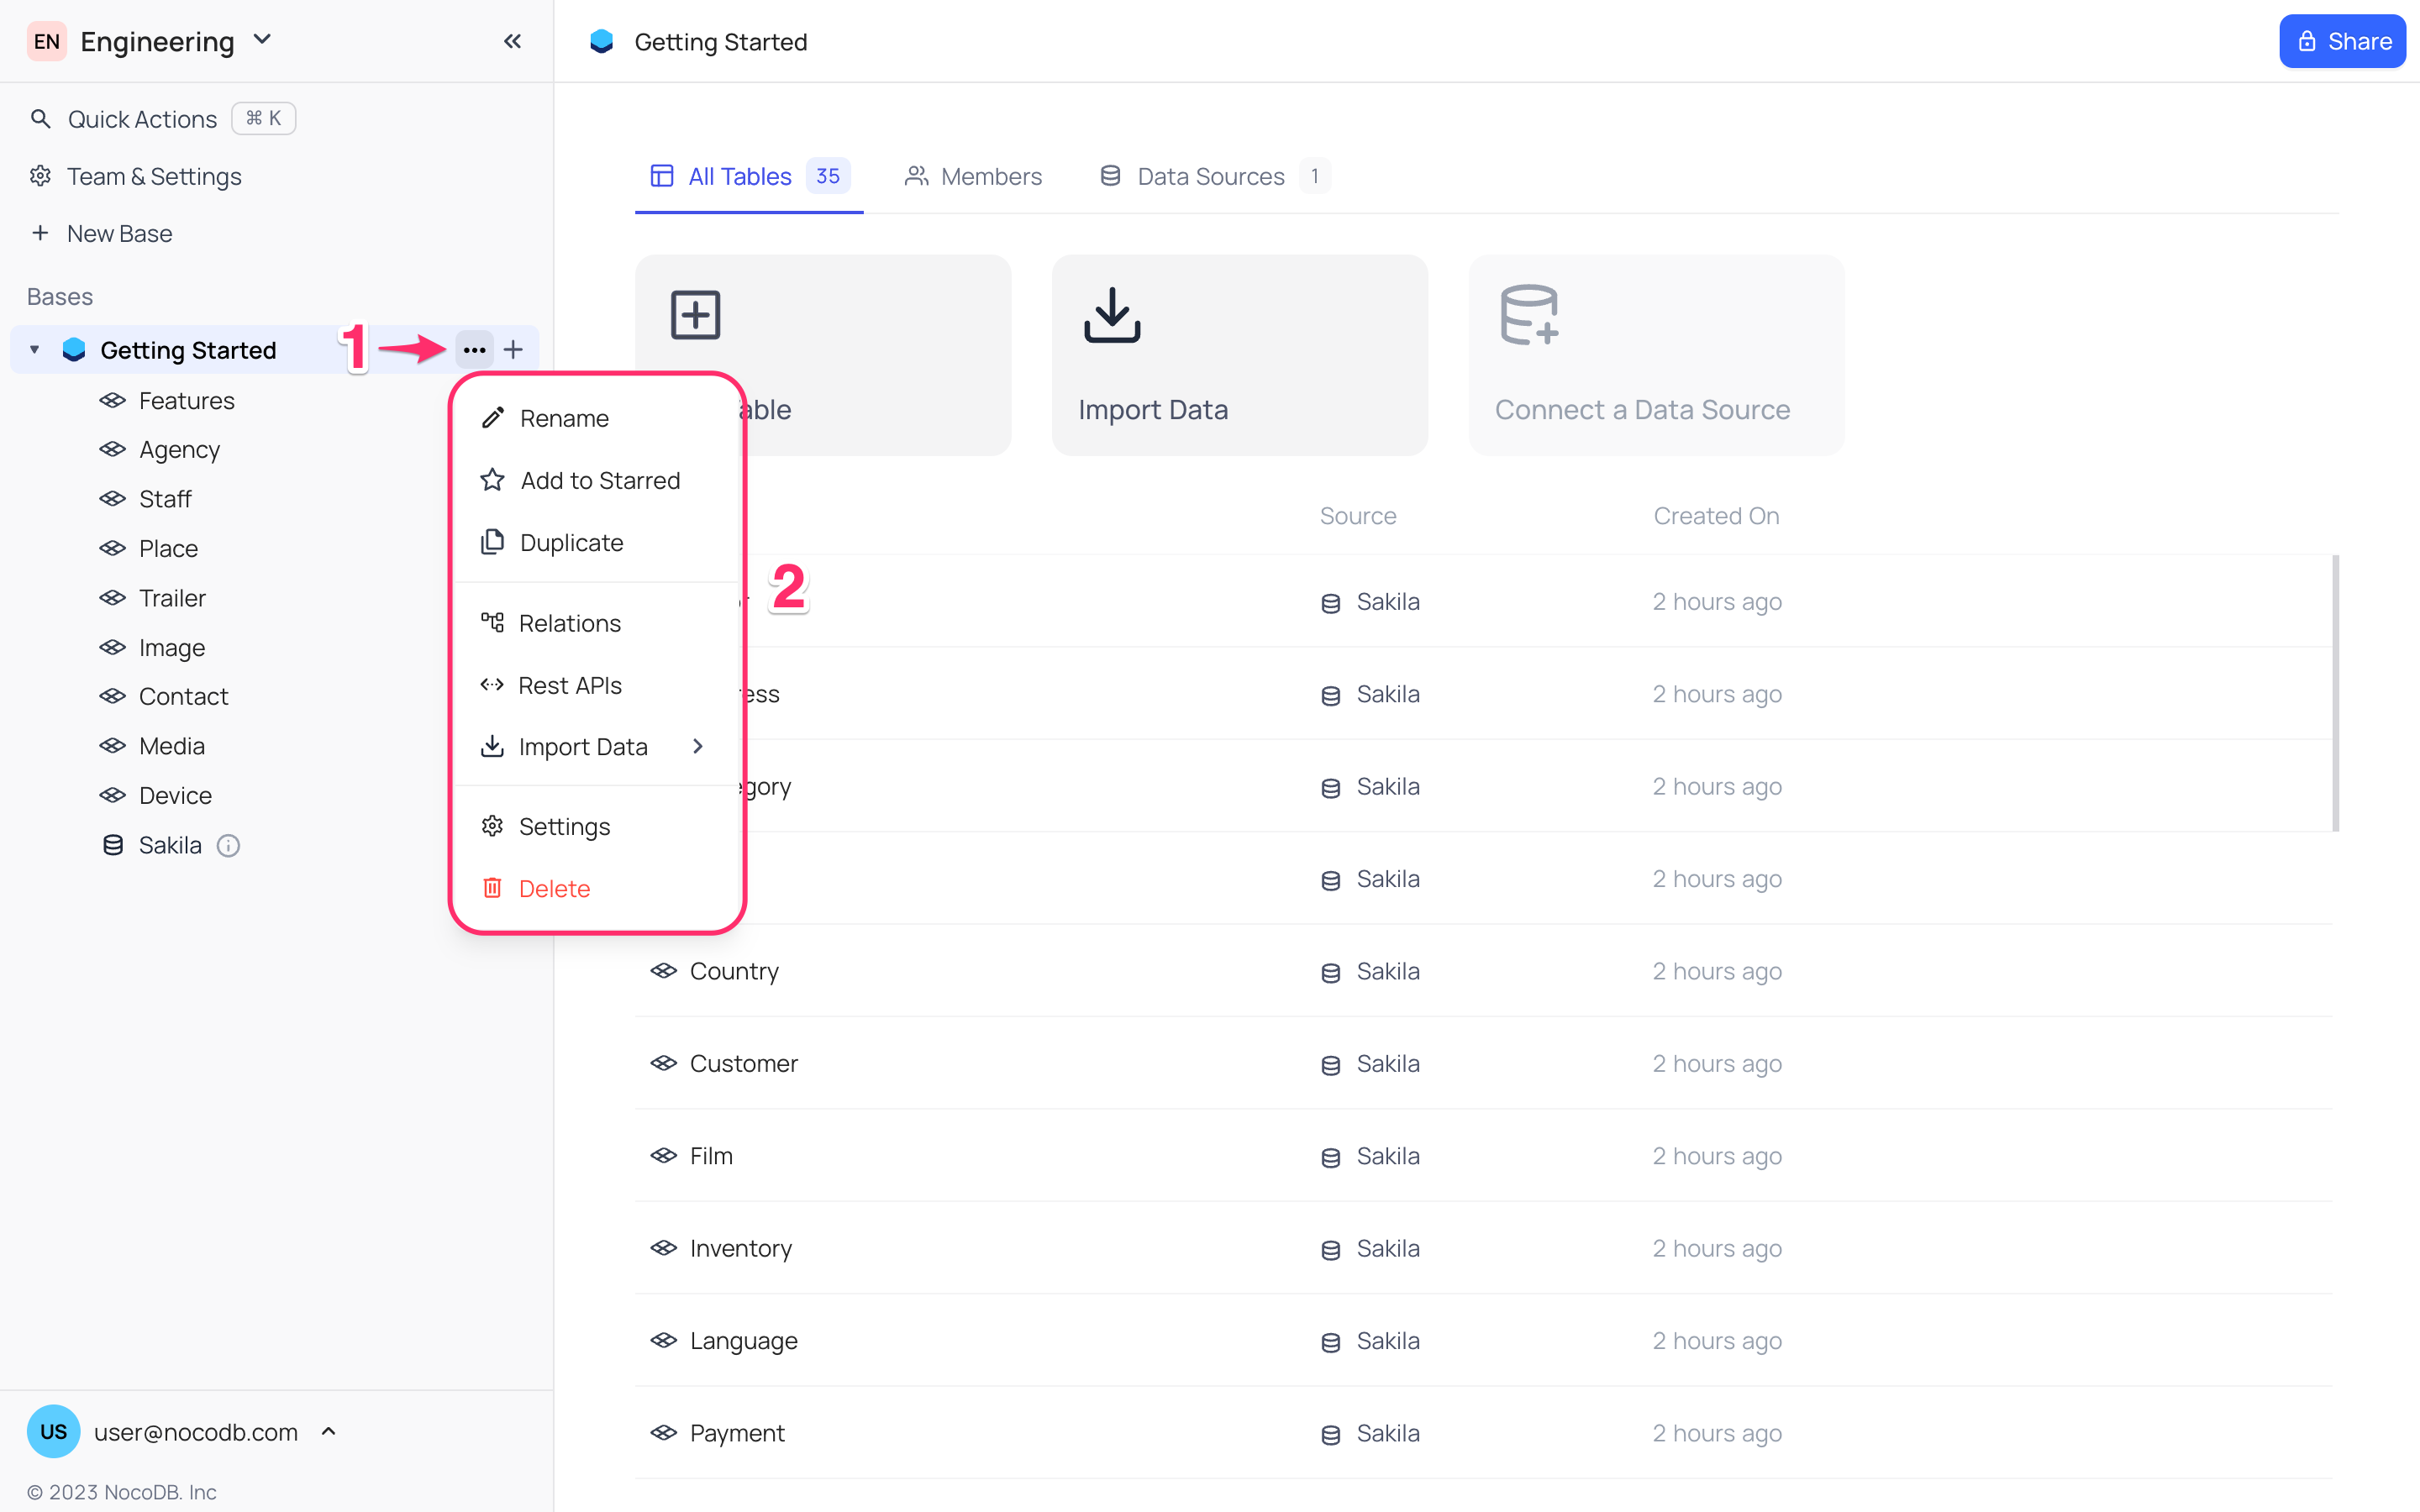 EN Engineering
Getting Started
Share
Quick Actions ⌘ K
Team & Settings
New Base
Bases
Getting Started
1
Features
Agency
Staff
Place
Trailer
Image
Contact
Media
Device
Sakila
Rename
Add to Starred
Duplicate
Relations
Rest APIs
Import Data
Settings
Delete
2
All Tables 35
Members
Data Sources 1
able
Import Data
Connect a Data Source
Source Created On
Sakila 2 hours ago
ess Sakila 2 hours ago
gory Sakila 2 hours ago
Sakila 2 hours ago
Country Sakila 2 hours ago
Customer Sakila 2 hours ago
Film Sakila 2 hours ago
Inventory Sakila 2 hours ago
Language Sakila 2 hours ago
Payment Sakila 2 hours ago
US user@nocodb.com
© 2023 NocoDB. Inc